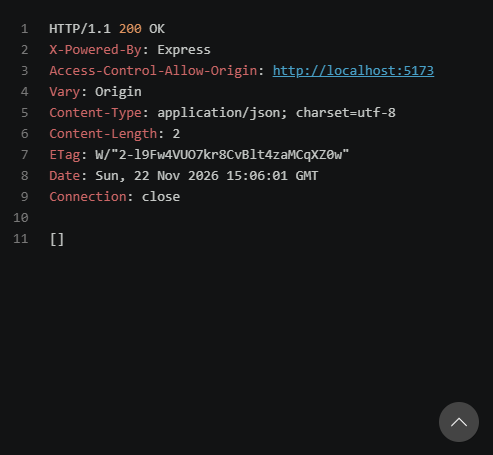 1 HTTP/1.1 200 OK
2 X-Powered-By: Express
3 Access-Control-Allow-Origin: http://localhost:5173
4 Vary: Origin
5 Content-Type: application/json; charset=utf-8
6 Content-Length: 2
7 ETag: W/"2-l9Fw4VUO7kr8CvBlt4zaMCqXZ0w"
8 Date: Sun, 22 Nov 2026 15:06:01 GMT
9 Connection: close
10
11 []